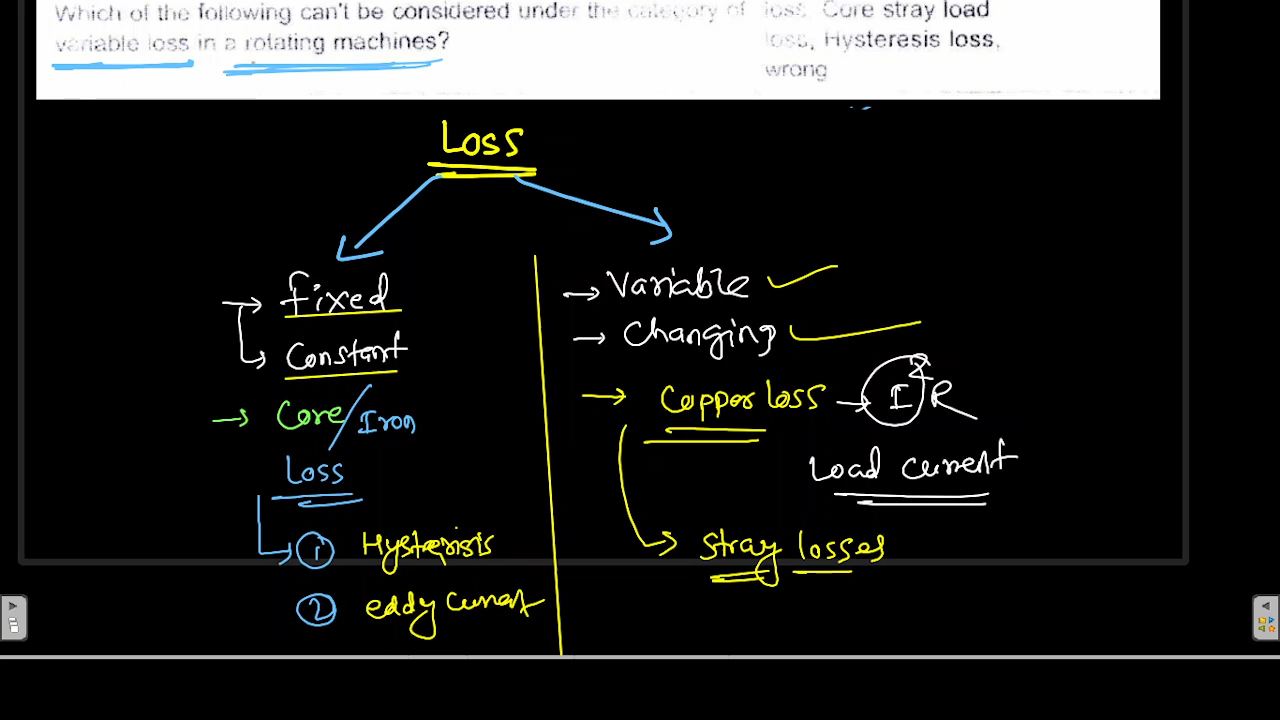 Which of the following can't be considered under the category of
variable loss in a rotating machines?
loss, Core stray load
loss, Hysteresis loss,
wrong
Loss
fixed
Constant
Core/Iron
Loss
1 Hysterisis
2 eddy current
Variable
Changing
Copper loss → I²R
Load current
stray losses